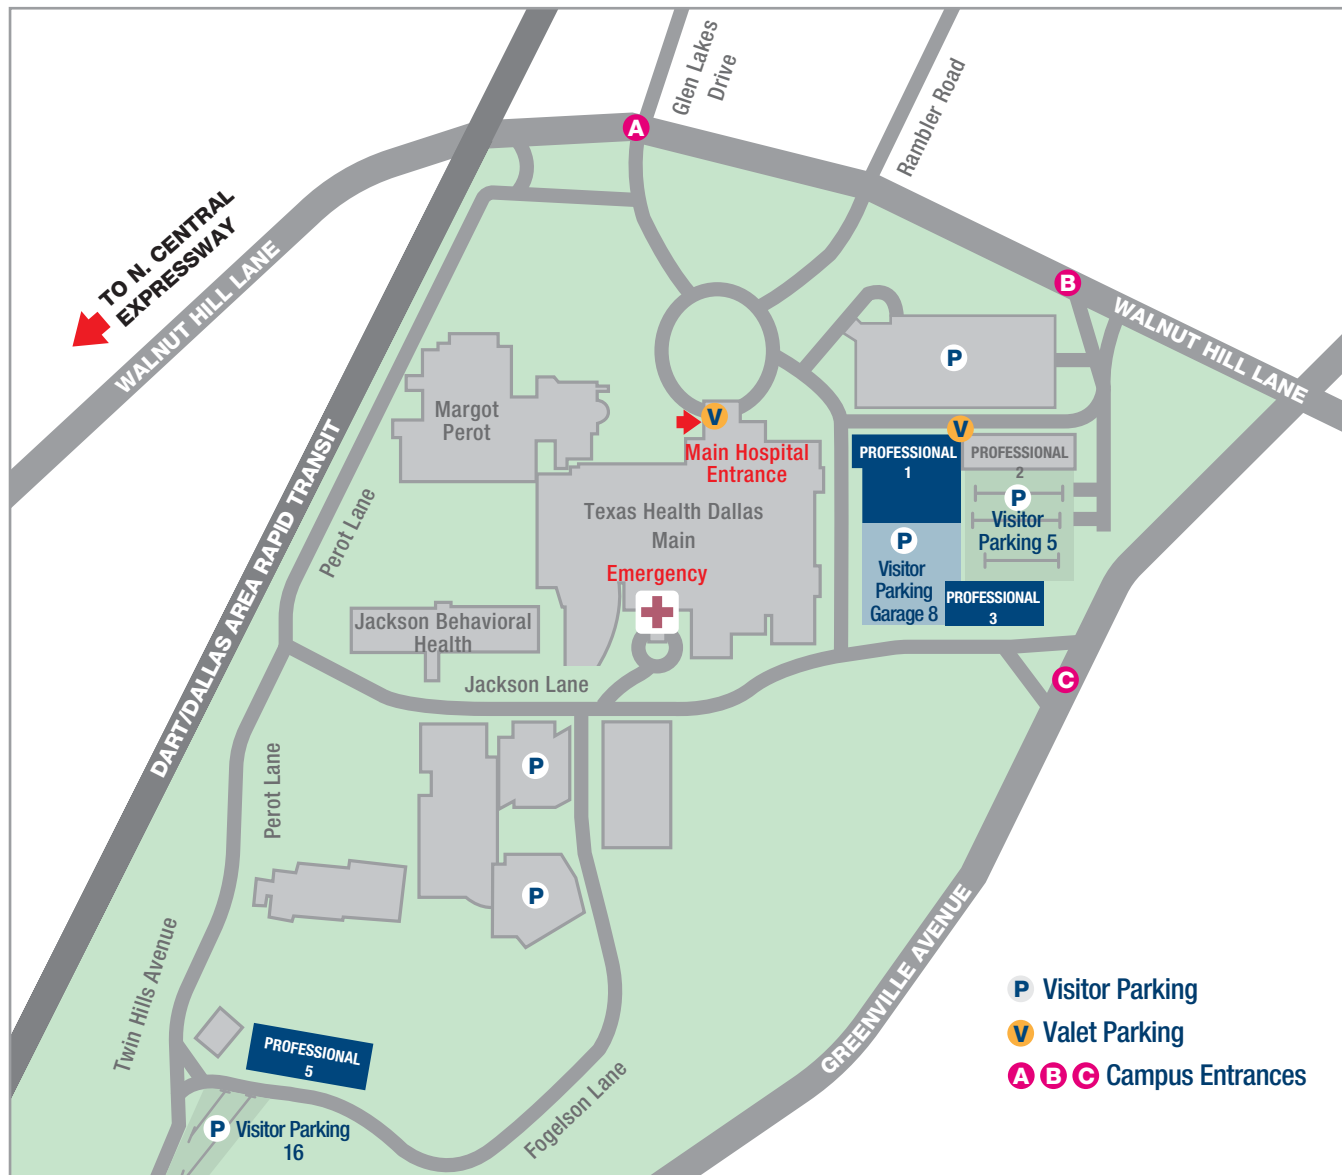 Glen Lakes
Drive
Rambler Road
A
TO N. CENTRAL
EXPRESSWAY
WALNUT HILL LANE
B
WALNUT HILL LANE
P
Margot
Perot
V
Main Hospital
Entrance
V
PROFESSIONAL
1
PROFESSIONAL
2
P
Visitor
Parking 5
DART/DALLAS AREA RAPID TRANSIT
Perot Lane
Texas Health Dallas
Main
Emergency
P
Visitor
Parking
Garage 8
PROFESSIONAL
3
Jackson Behavioral
Health
Jackson Lane
C
P
Perot Lane
P
GREENVILLE AVENUE
Twin Hills Avenue
PROFESSIONAL
5
Fogelson Lane
P Visitor Parking
16
P Visitor Parking
V Valet Parking
A B C Campus Entrances